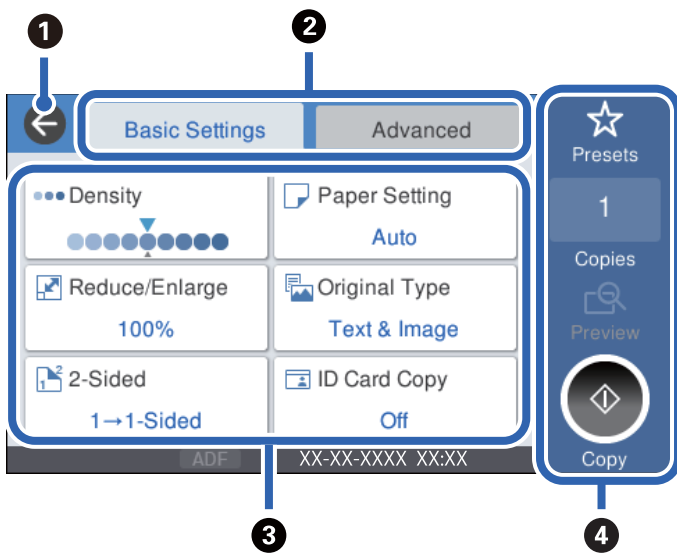 1
2
Basic Settings
Advanced
Presets
1
Copies
Preview
Copy
Density
Paper Setting
Auto
Reduce/Enlarge
100%
Original Type
Text & Image
1 2
2-Sided
1→1-Sided
ID Card Copy
Off
ADF
XX-XX-XXXX XX:XX
3
4